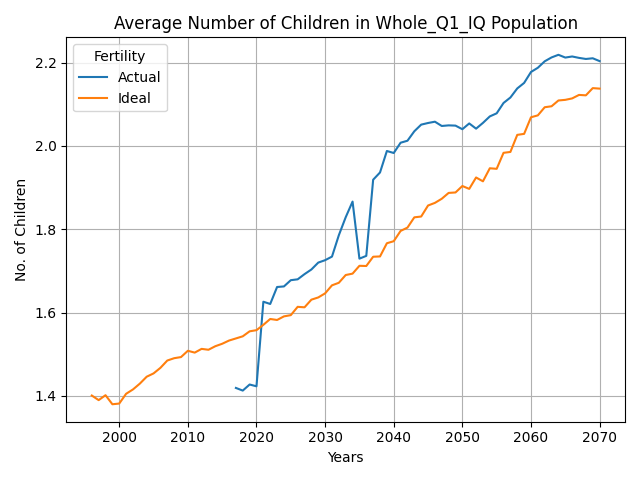 Average Number of Children in Whole_Q1_IQ Population
Fertility
Actual
Ideal
No. of Children
2.2
2.0
1.8
1.6
1.4
2000 2010 2020 2030 2040 2050 2060 2070
Years